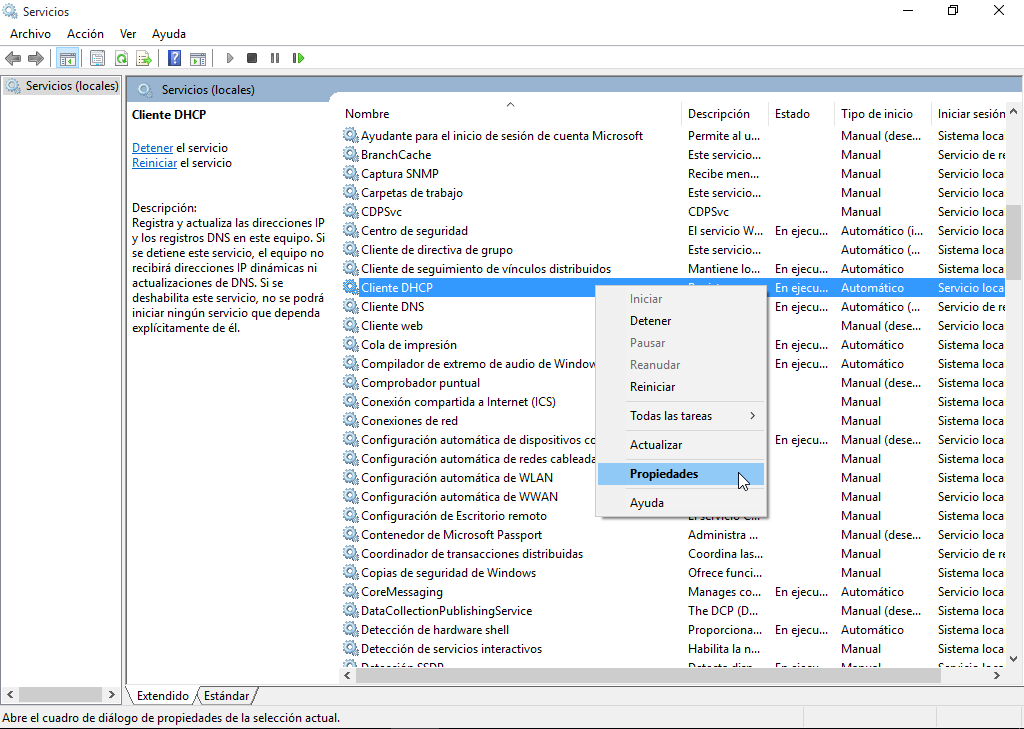 Servicios
Archivo Acción Ver Ayuda
Servicios (locales)
Servicios (locales)
Cliente DHCP
Detener el servicio
Reiniciar el servicio
Descripción:
Registra y actualiza las direcciones IP
y los registros DNS en este equipo. Si
se detiene este servicio, el equipo no
recibirá direcciones IP dinámicas ni
actualizaciones de DNS. Si se
deshabilita este servicio, no se podrá
iniciar ningún servicio que dependa
explícitamente de él.
Nombre Descripción Estado Tipo de inicio Iniciar sesión
Ayudante para el inicio de sesión de cuenta Microsoft Permite al u... Manual (dese... Sistema loca
BranchCache Este servicio... Manual Servicio de re
Captura SNMP Recibe men... Manual Servicio loca
Carpetas de trabajo Este servicio... Manual Servicio loca
CDPSvc CDPSvc Manual Servicio loca
Centro de seguridad El servicio W... En ejecu... Automático (i... Servicio loca
Cliente de directiva de grupo Este servicio... Automático (... Sistema loca
Cliente de seguimiento de vínculos distribuidos Mantiene lo... En ejecu... Automático Sistema loca
Cliente DHCP En ejecu... Automático Servicio loca
Cliente DNS En ejecu... Automático (... Servicio de re
Cliente web Manual (dese... Servicio loca
Cola de impresión En ejecu... Automático Sistema loca
Compilador de extremo de audio de Window En ejecu... Automático Sistema loca
Comprobador puntual Manual (dese... Sistema loca
Conexión compartida a Internet (ICS) Manual Sistema loca
Conexiones de red Manual Sistema loca
Configuración automática de dispositivos co En ejecu... Manual (dese... Sistema loca
Configuración automática de redes cableada Manual Sistema loca
Configuración automática de WLAN Manual Sistema loca
Configuración automática de WWAN Manual Sistema loca
Configuración de Escritorio remoto Manual Sistema loca
Contenedor de Microsoft Passport Administra ... Manual (dese... Sistema loca
Coordinador de transacciones distribuidas Coordina las... Manual Servicio de re
Copias de seguridad de Windows Ofrece funci... Manual Sistema loca
CoreMessaging Manages co... En ejecu... Automático Servicio loca
DataCollectionPublishingService The DCP (D... Manual (dese... Sistema loca
Detección de hardware shell Proporciona... En ejecu... Automático Sistema loca
Detección de servicios interactivos Habilita la n... Manual Sistema loca
Iniciar
Detener
Pausar
Reanudar
Reiniciar
Todas las tareas
Actualizar
Propiedades
Ayuda
Extendido Estándar
Abre el cuadro de diálogo de propiedades de la selección actual.